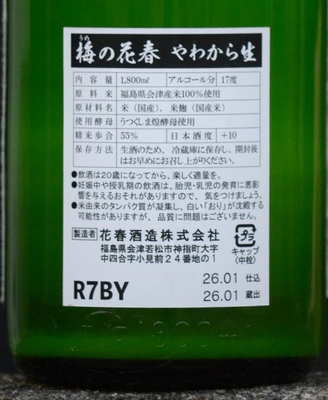 うめ
梅の花春 やわから生
内容量 1,800㎖ アルコール分 17度
原料米 福島県会津産米100%使用
原材料名 米（国産）、米麹（国産米）
使用酵母 うつくしま煌酵母使用
精米歩合 55% 日本酒度 +10
保存方法 生酒のため、冷蔵庫に保存し、開封後
はお早めにお召し上がりください。
●飲酒は20歳になってから、楽しく適量を。
●妊娠中や授乳期の飲酒は、胎児・乳児の発育に悪影
響を与えるおそれがありますので、気をつけましょう。
●米由来のタンパク質が凝集し、白い「おり」が沈殿する
可能性がありますが、品質に問題はございません。
製造者 花春酒造株式会社
福島県会津若松市神指町大字
中四合字小見前24番地の1
プラ
キャップ
(中栓)
R7BY
26.01 仕込
26.01 蔵出